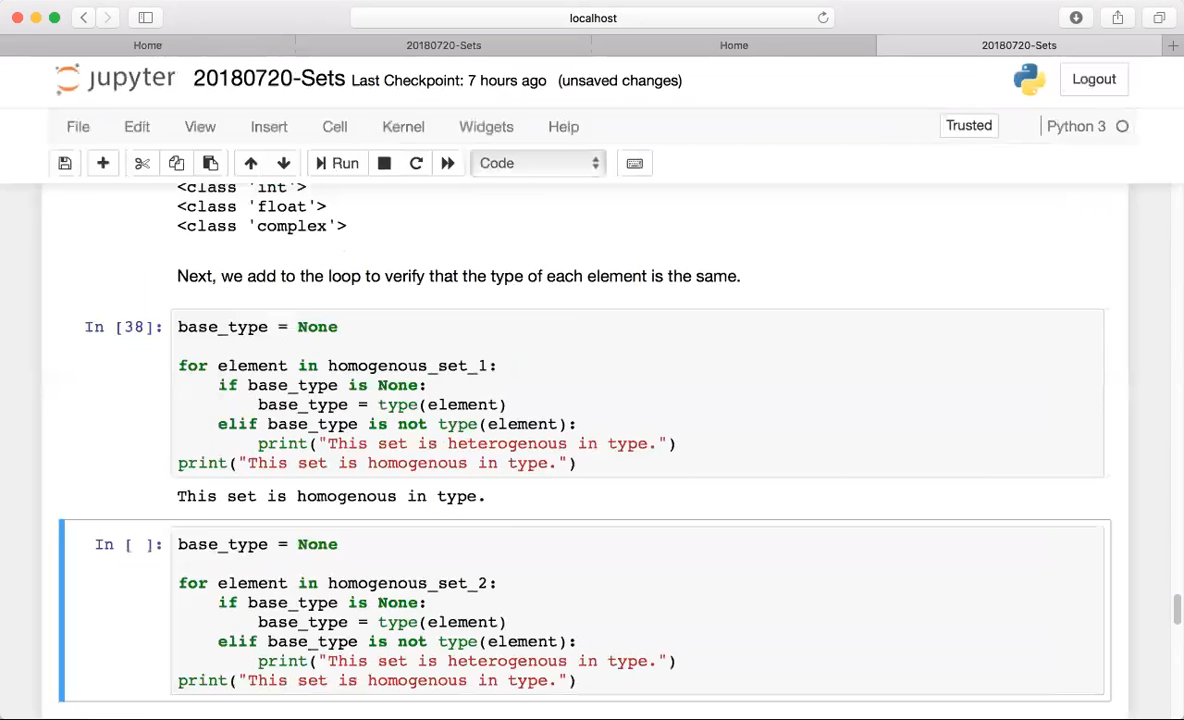 localhost
Home
20180720-Sets
Home
20180720-Sets
jupyter 20180720-Sets Last Checkpoint: 7 hours ago (unsaved changes)
Logout
File Edit View Insert Cell Kernel Widgets Help
Trusted
Python 3
Run
Code
<class 'int'>
<class 'float'>
<class 'complex'>
Next, we add to the loop to verify that the type of each element is the same.
In [38]: base_type = None
for element in homogenous_set_1:
if base_type is None:
base_type = type(element)
elif base_type is not type(element):
print("This set is heterogenous in type.")
print("This set is homogenous in type.")
This set is homogenous in type.
In [ ]: base_type = None
for element in homogenous_set_2:
if base_type is None:
base_type = type(element)
elif base_type is not type(element):
print("This set is heterogenous in type.")
print("This set is homogenous in type.")